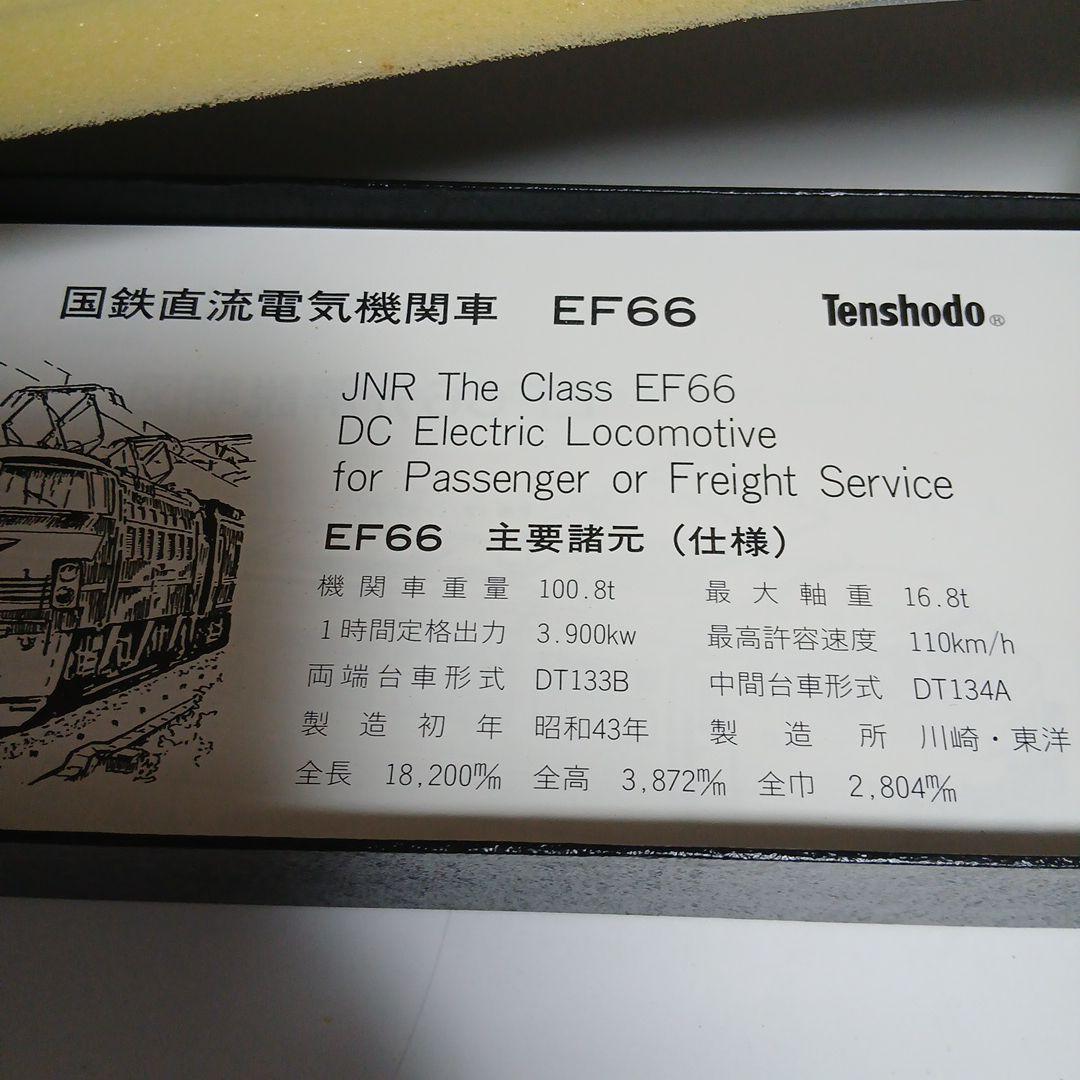 国鉄直流電気機関車 EF66 Tenshodo®
JNR The Class EF66
DC Electric Locomotive
for Passenger or Freight Service
EF66 主要諸元（仕様）
機関車重量 100.8t 最大軸重 16.8t
1時間定格出力 3.900kw 最高許容速度 110km/h
両端台車形式 DT133B 中間台車形式 DT134A
製造初年 昭和43年 製造所 川崎・東洋
全長 18,200m/m 全高 3,872m/m 全巾 2,804m/m